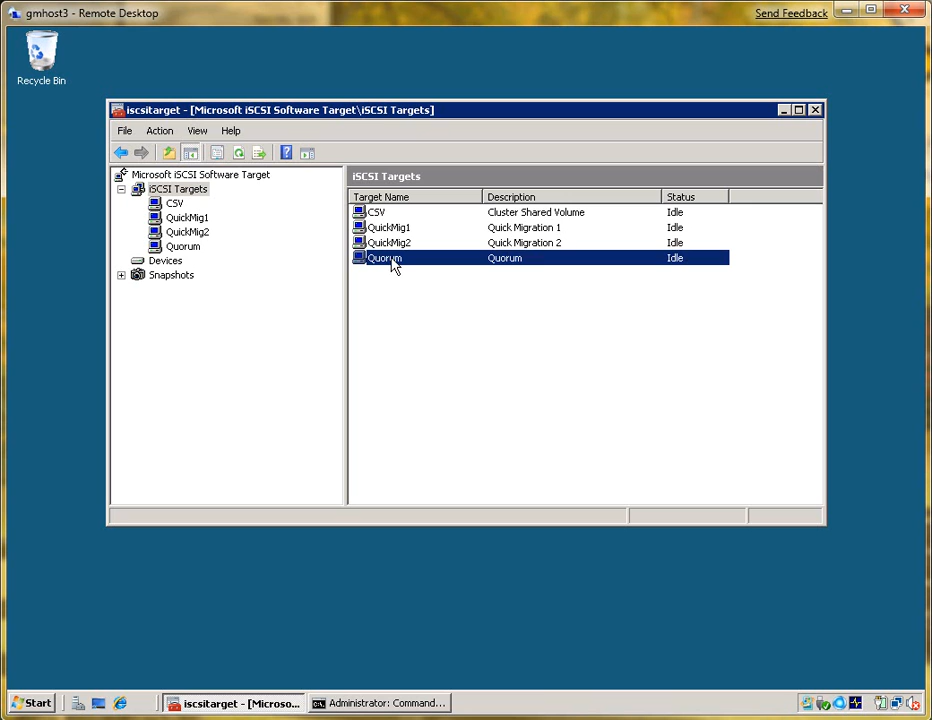 gmhost3 - Remote Desktop
Send Feedback
Recycle Bin
iscsitarget - [Microsoft iSCSI Software Target\iSCSI Targets]
File Action View Help
Microsoft iSCSI Software Target
iSCSI Targets
CSV
QuickMig1
QuickMig2
Quorum
Devices
Snapshots
iSCSI Targets
Target Name Description Status
CSV Cluster Shared Volume Idle
QuickMig1 Quick Migration 1 Idle
QuickMig2 Quick Migration 2 Idle
Quorum Quorum Idle
Start
iscsitarget - [Microso...
Administrator: Command...